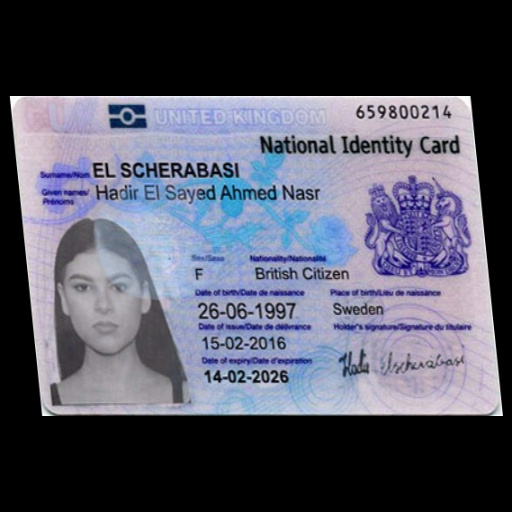 UNITED KINGDOM
659800214
National Identity Card
Surname/Nom EL SCHERABASI
Given names/ Prénoms Hadir El Sayed Ahmed Nasr
Sex/Sexe Nationality/Nationalité
F British Citizen
Date of birth/Date de naissance Place of birth/Lieu de naissance
26-06-1997 Sweden
Date of issue/Date de délivrance Holder's signature/Signature du titulaire
15-02-2016
Date of expiry/Date d'expiration
14-02-2026